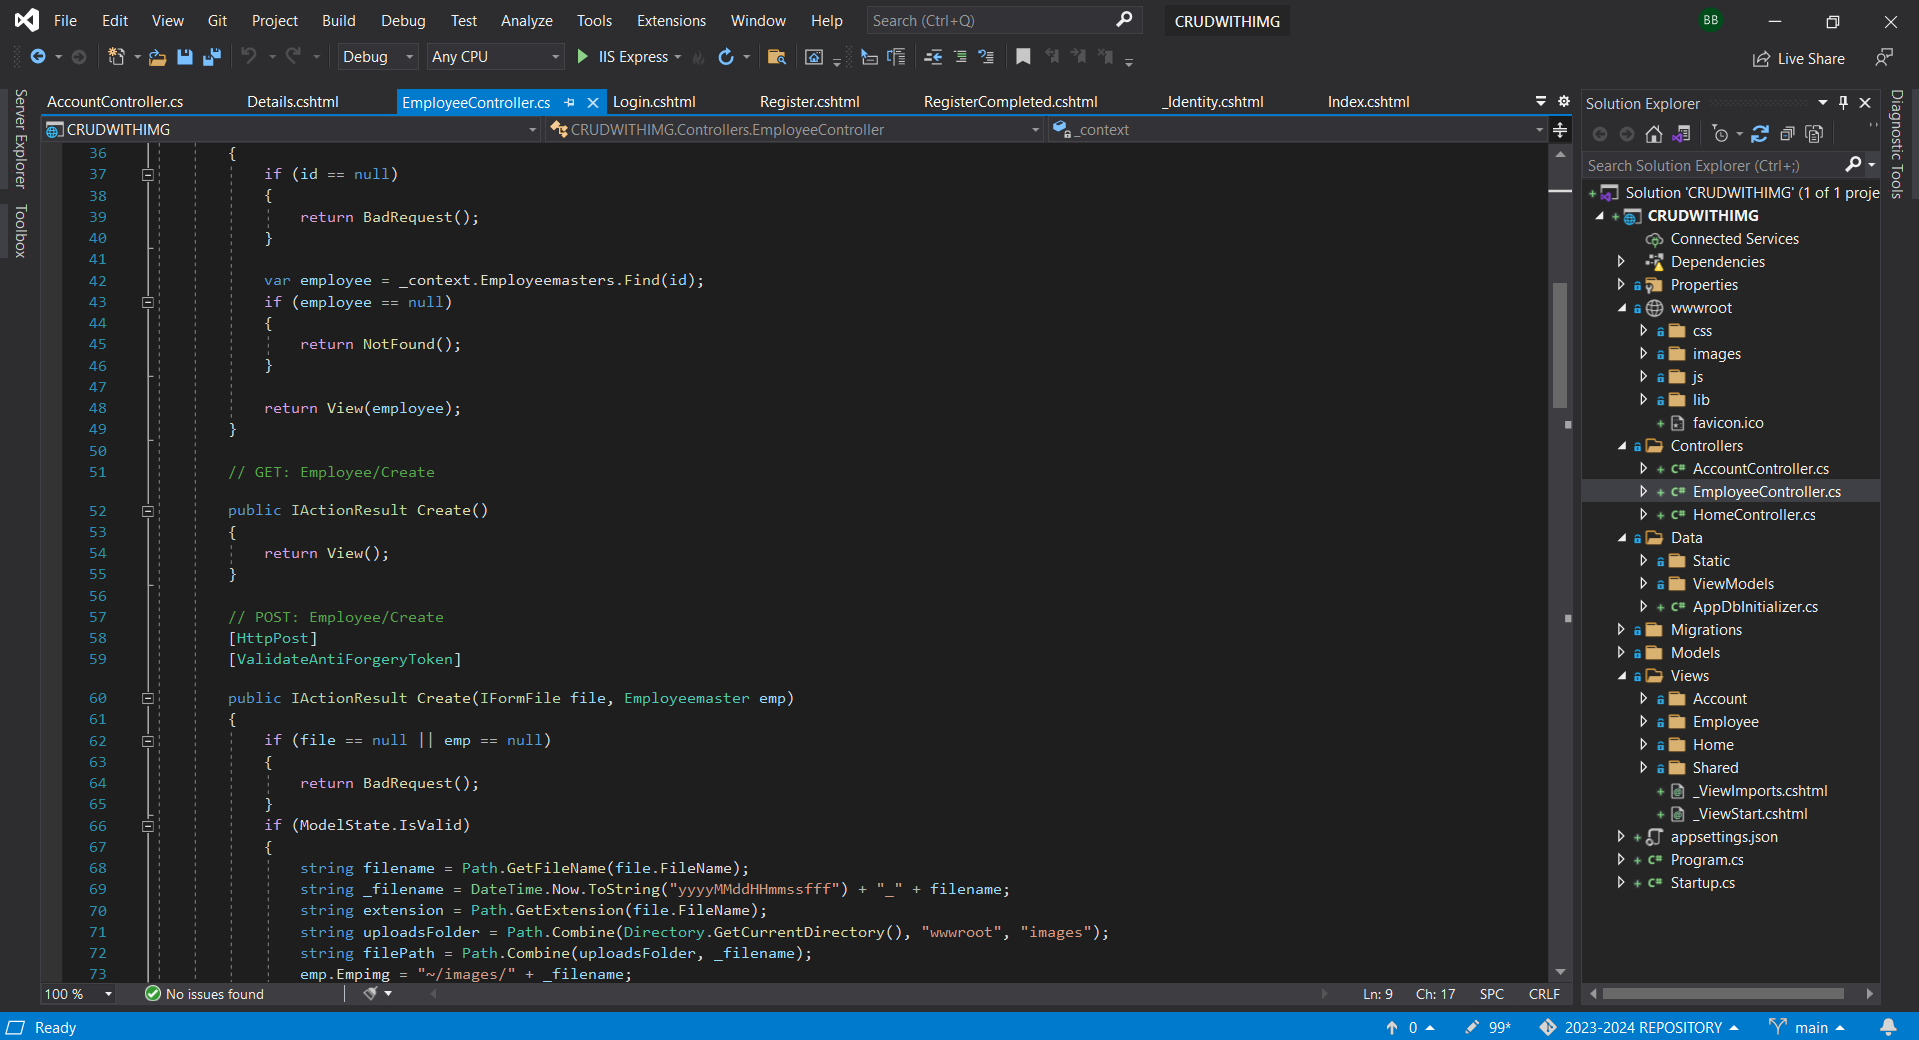 File Edit View Git Project Build Debug Test Analyze Tools Extensions Window Help Search (Ctrl+Q) CRUDWITHIMG BB
Debug Any CPU IIS Express Live Share
Server Explorer
Toolbox
AccountController.cs Details.cshtml EmployeeController.cs Login.cshtml Register.cshtml RegisterCompleted.cshtml _Identity.cshtml Index.cshtml
CRUDWITHIMG CRUDWITHIMG.Controllers.EmployeeController _context
36 {
37 if (id == null)
38 {
39 return BadRequest();
40 }
41
42 var employee = _context.Employeemasters.Find(id);
43 if (employee == null)
44 {
45 return NotFound();
46 }
47
48 return View(employee);
49 }
50
51 // GET: Employee/Create
52 public IActionResult Create()
53 {
54 return View();
55 }
56
57 // POST: Employee/Create
58 [HttpPost]
59 [ValidateAntiForgeryToken]
60 public IActionResult Create(IFormFile file, Employeemaster emp)
61 {
62 if (file == null || emp == null)
63 {
64 return BadRequest();
65 }
66 if (ModelState.IsValid)
67 {
68 string filename = Path.GetFileName(file.FileName);
69 string _filename = DateTime.Now.ToString("yyyyMMddHHmmssfff") + "_" + filename;
70 string extension = Path.GetExtension(file.FileName);
71 string uploadsFolder = Path.Combine(Directory.GetCurrentDirectory(), "wwwroot", "images");
72 string filePath = Path.Combine(uploadsFolder, _filename);
73 emp.Empimg = "~/images/" + _filename;
100 % No issues found Ln: 9 Ch: 17 SPC CRLF
Solution Explorer
Search Solution Explorer (Ctrl+;)
Solution 'CRUDWITHIMG' (1 of 1 proje
CRUDWITHIMG
Connected Services
Dependencies
Properties
wwwroot
css
images
js
lib
favicon.ico
Controllers
AccountController.cs
EmployeeController.cs
HomeController.cs
Data
Static
ViewModels
AppDbInitializer.cs
Migrations
Models
Views
Account
Employee
Home
Shared
_ViewImports.cshtml
_ViewStart.cshtml
appsettings.json
Program.cs
Startup.cs
Diagnostic Tools
Ready 0 99* 2023-2024 REPOSITORY main